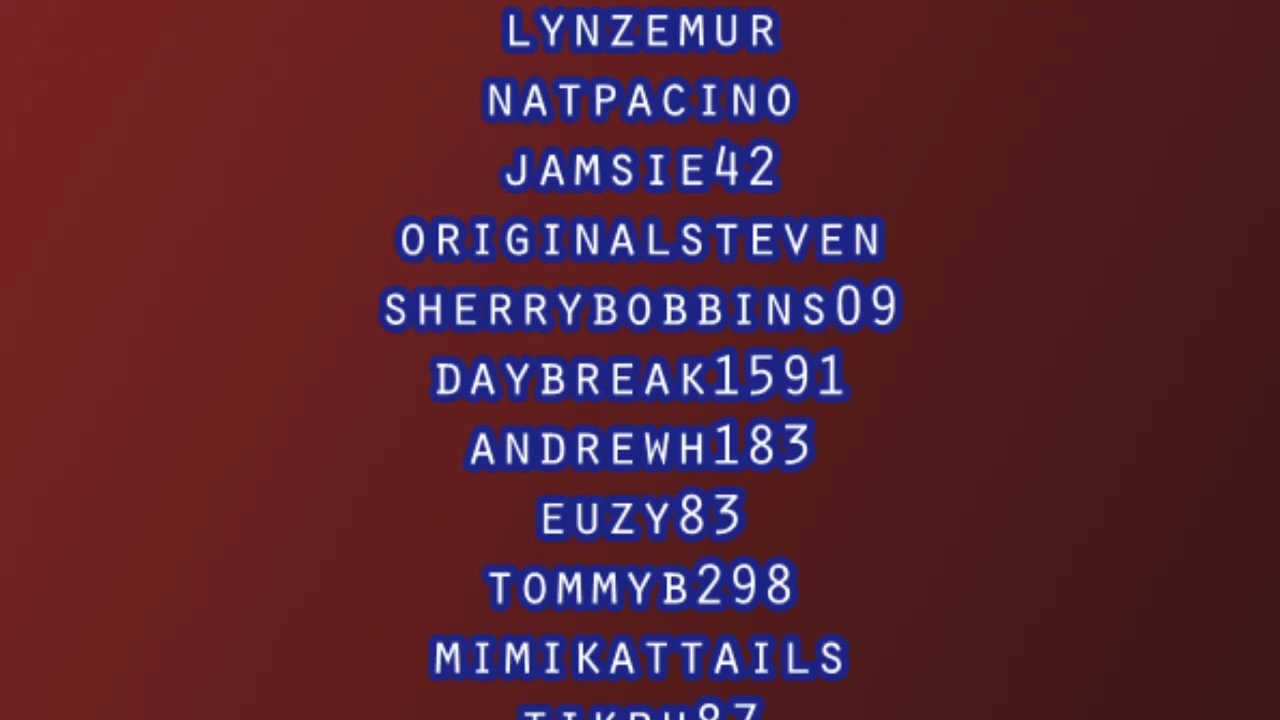 LYNZEMUR
NATPACINO
JAMSIE42
ORIGINALSTEVEN
SHERRYBOBBINS09
DAYBREAK1591
ANDREWH183
EUZY83
TOMMYB298
MIMIKATTAILS